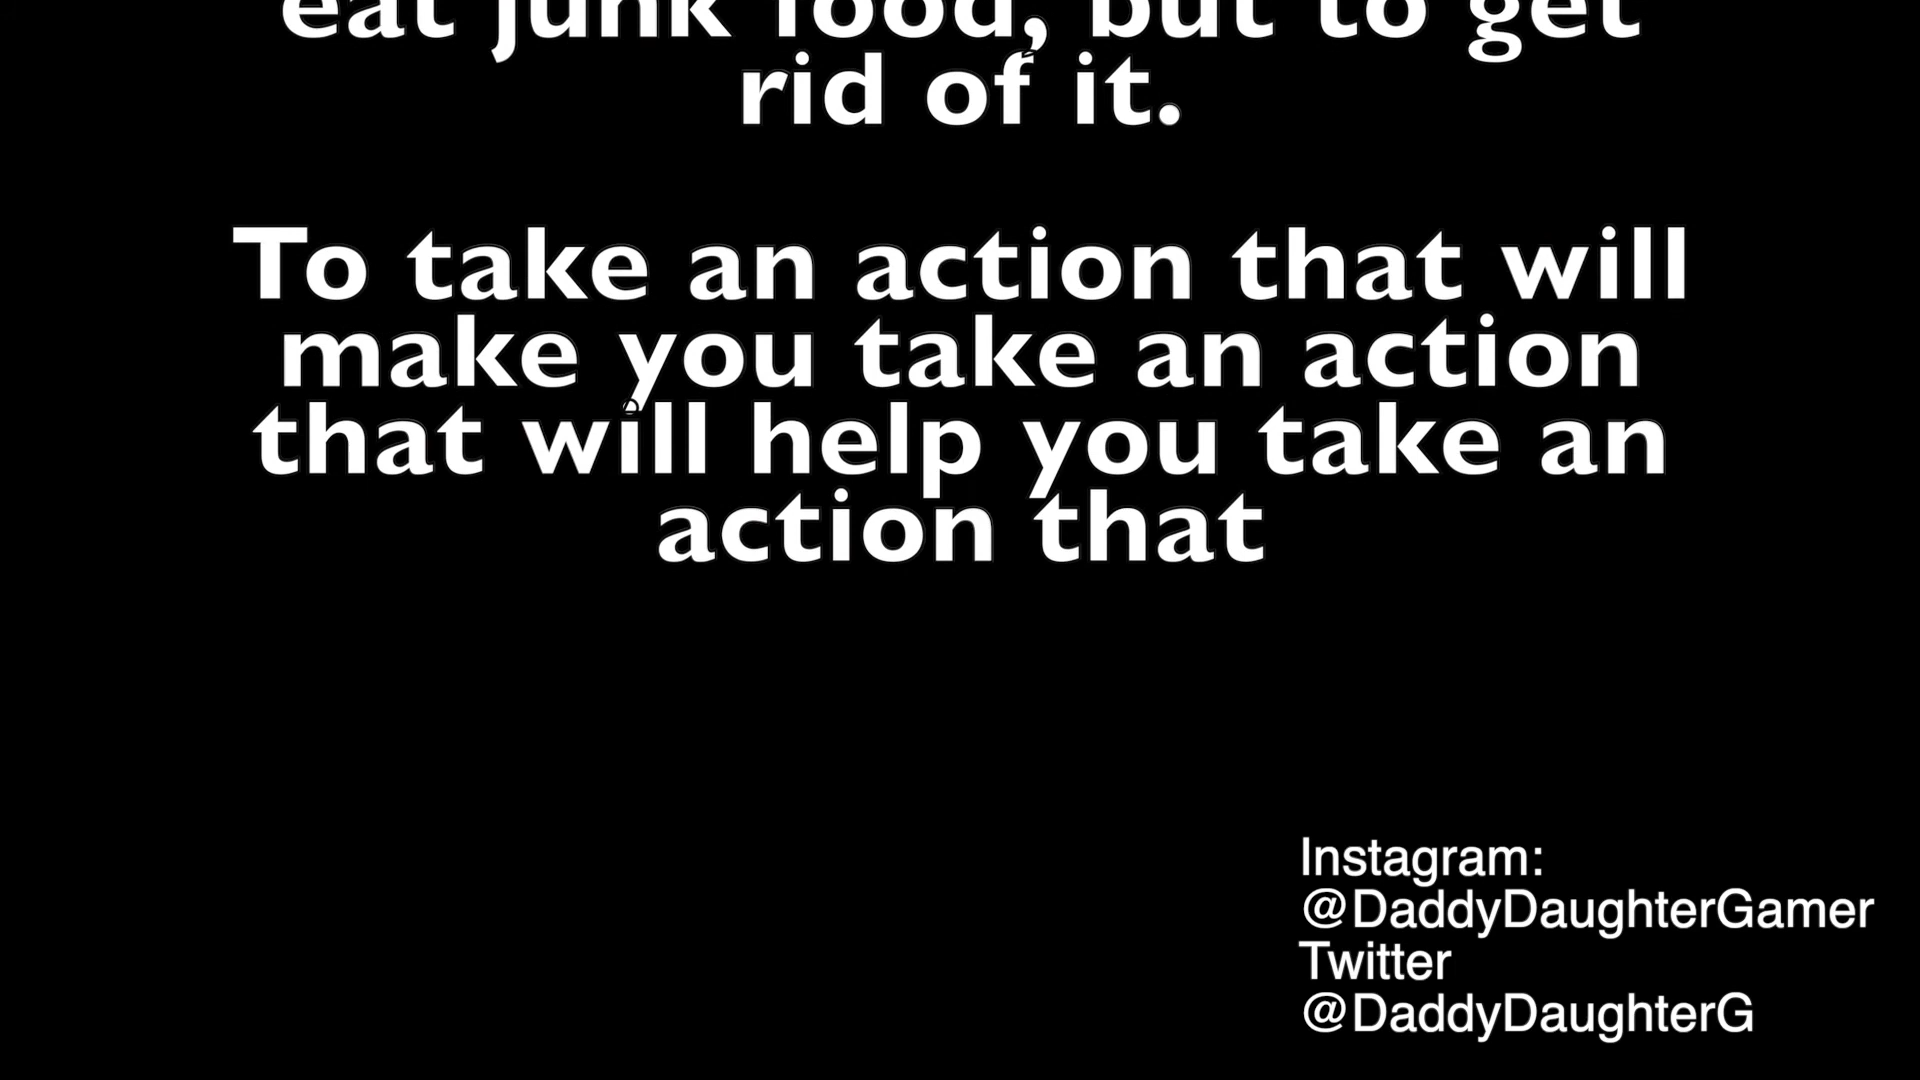 eat junk food, but to get
rid of it.
To take an action that will
make you take an action
that will help you take an
action that
Instagram:
@DaddyDaughterGamer
Twitter
@DaddyDaughterG